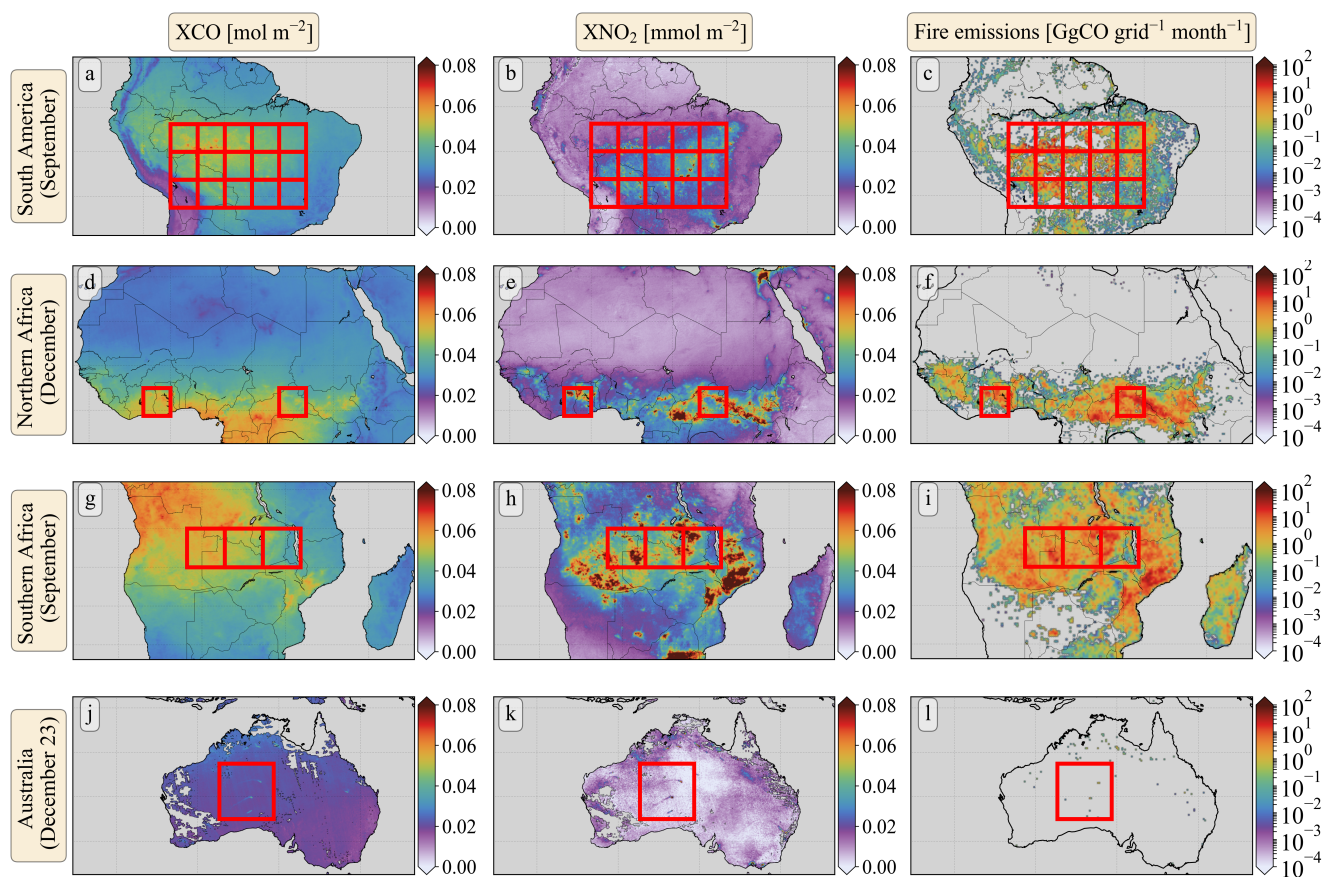 XCO [mol m⁻²]
XNO₂ [mmol m⁻²]
Fire emissions [GgCO grid⁻¹ month⁻¹]
South America
(September)
a
0.08
0.06
0.04
0.02
0.00
b
0.08
0.06
0.04
0.02
0.00
c
10²
10¹
10⁰
10⁻¹
10⁻²
10⁻³
10⁻⁴
Northern Africa
(December)
d
0.08
0.06
0.04
0.02
0.00
e
0.08
0.06
0.04
0.02
0.00
f
10²
10¹
10⁰
10⁻¹
10⁻²
10⁻³
10⁻⁴
Southern Africa
(September)
g
0.08
0.06
0.04
0.02
0.00
h
0.08
0.06
0.04
0.02
0.00
i
10²
10¹
10⁰
10⁻¹
10⁻²
10⁻³
10⁻⁴
Australia
(December 23)
j
0.08
0.06
0.04
0.02
0.00
k
0.08
0.06
0.04
0.02
0.00
l
10²
10¹
10⁰
10⁻¹
10⁻²
10⁻³
10⁻⁴